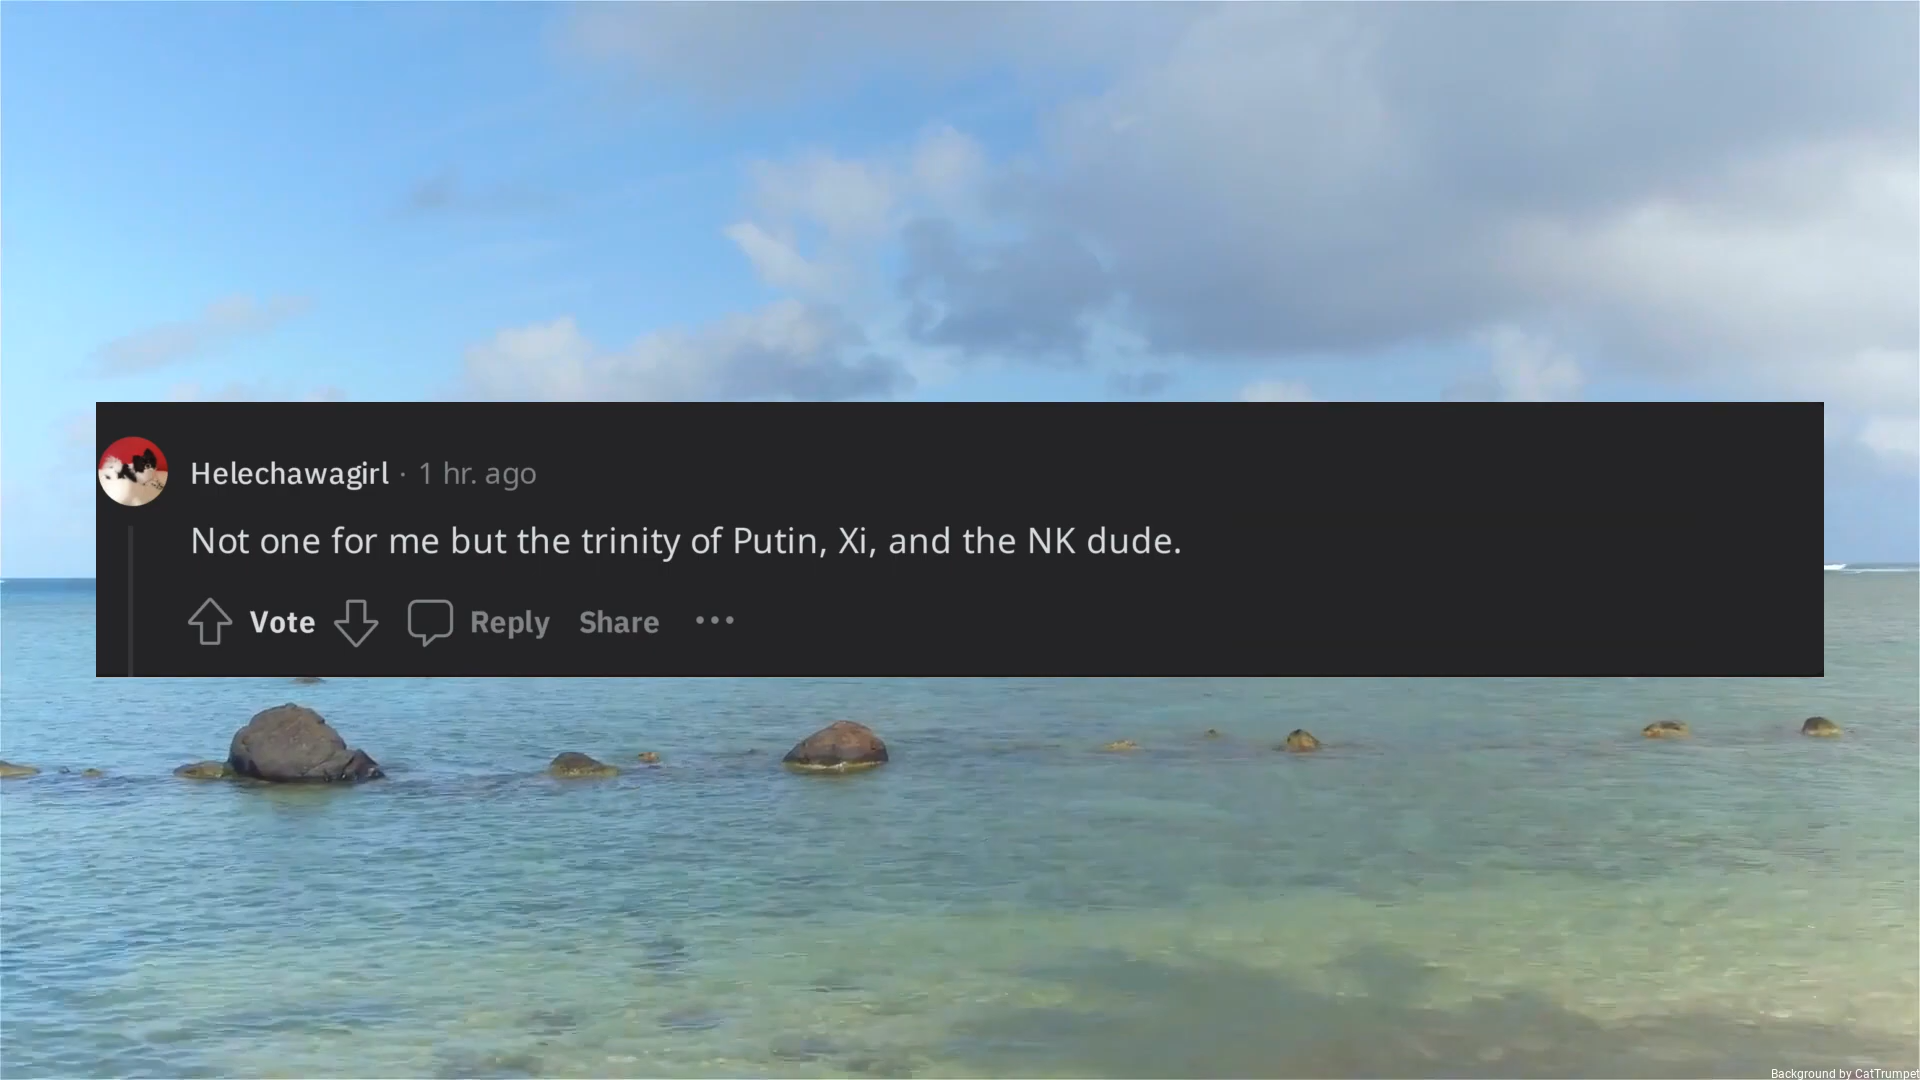 Helechawagirl · 1 hr. ago
Not one for me but the trinity of Putin, Xi, and the NK dude.
Vote Reply Share ···
Background by CatTrumpet